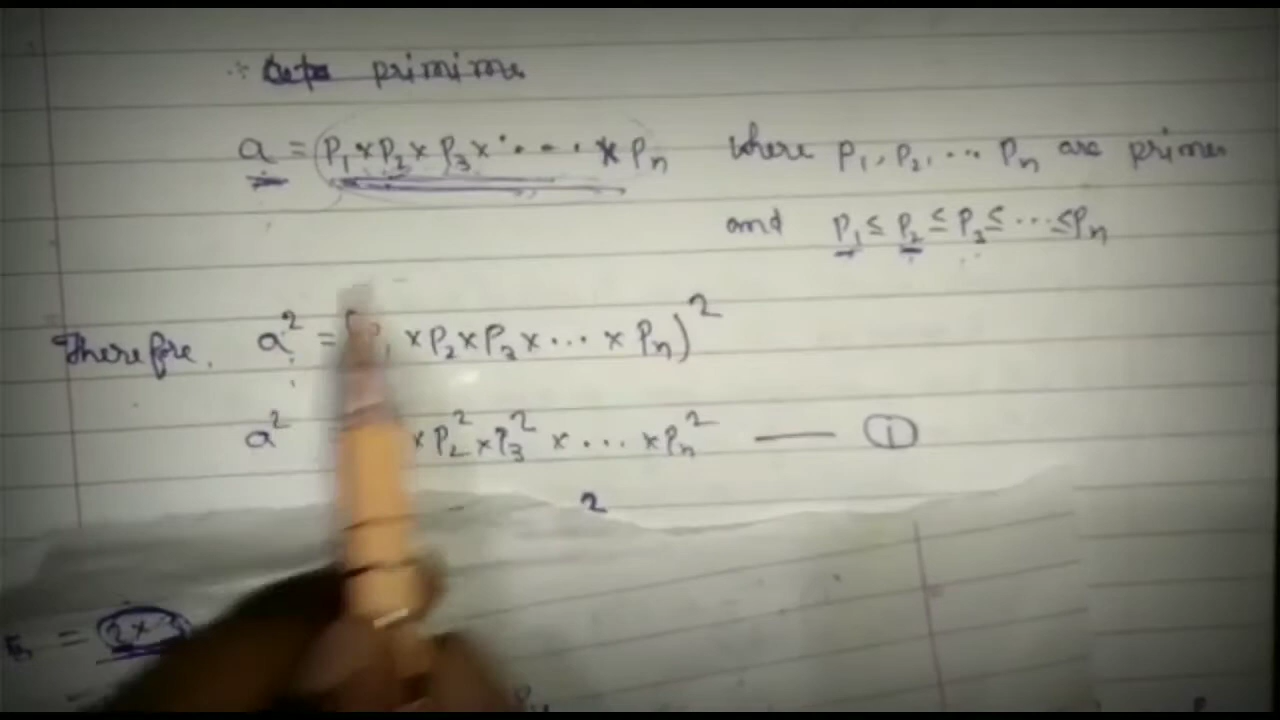 a = p₁ × p₂ × p₃ × .... × pₙ where p₁, p₂, ... pₙ are primes
and p₁ ≤ p₂ ≤ p₃ ≤ ... ≤ pₙ
Therefore. a² = ( p₁ × p₂ × p₃ × ... × pₙ)²
a² × p₂² × p₃² × ... × pₙ² — ①
2